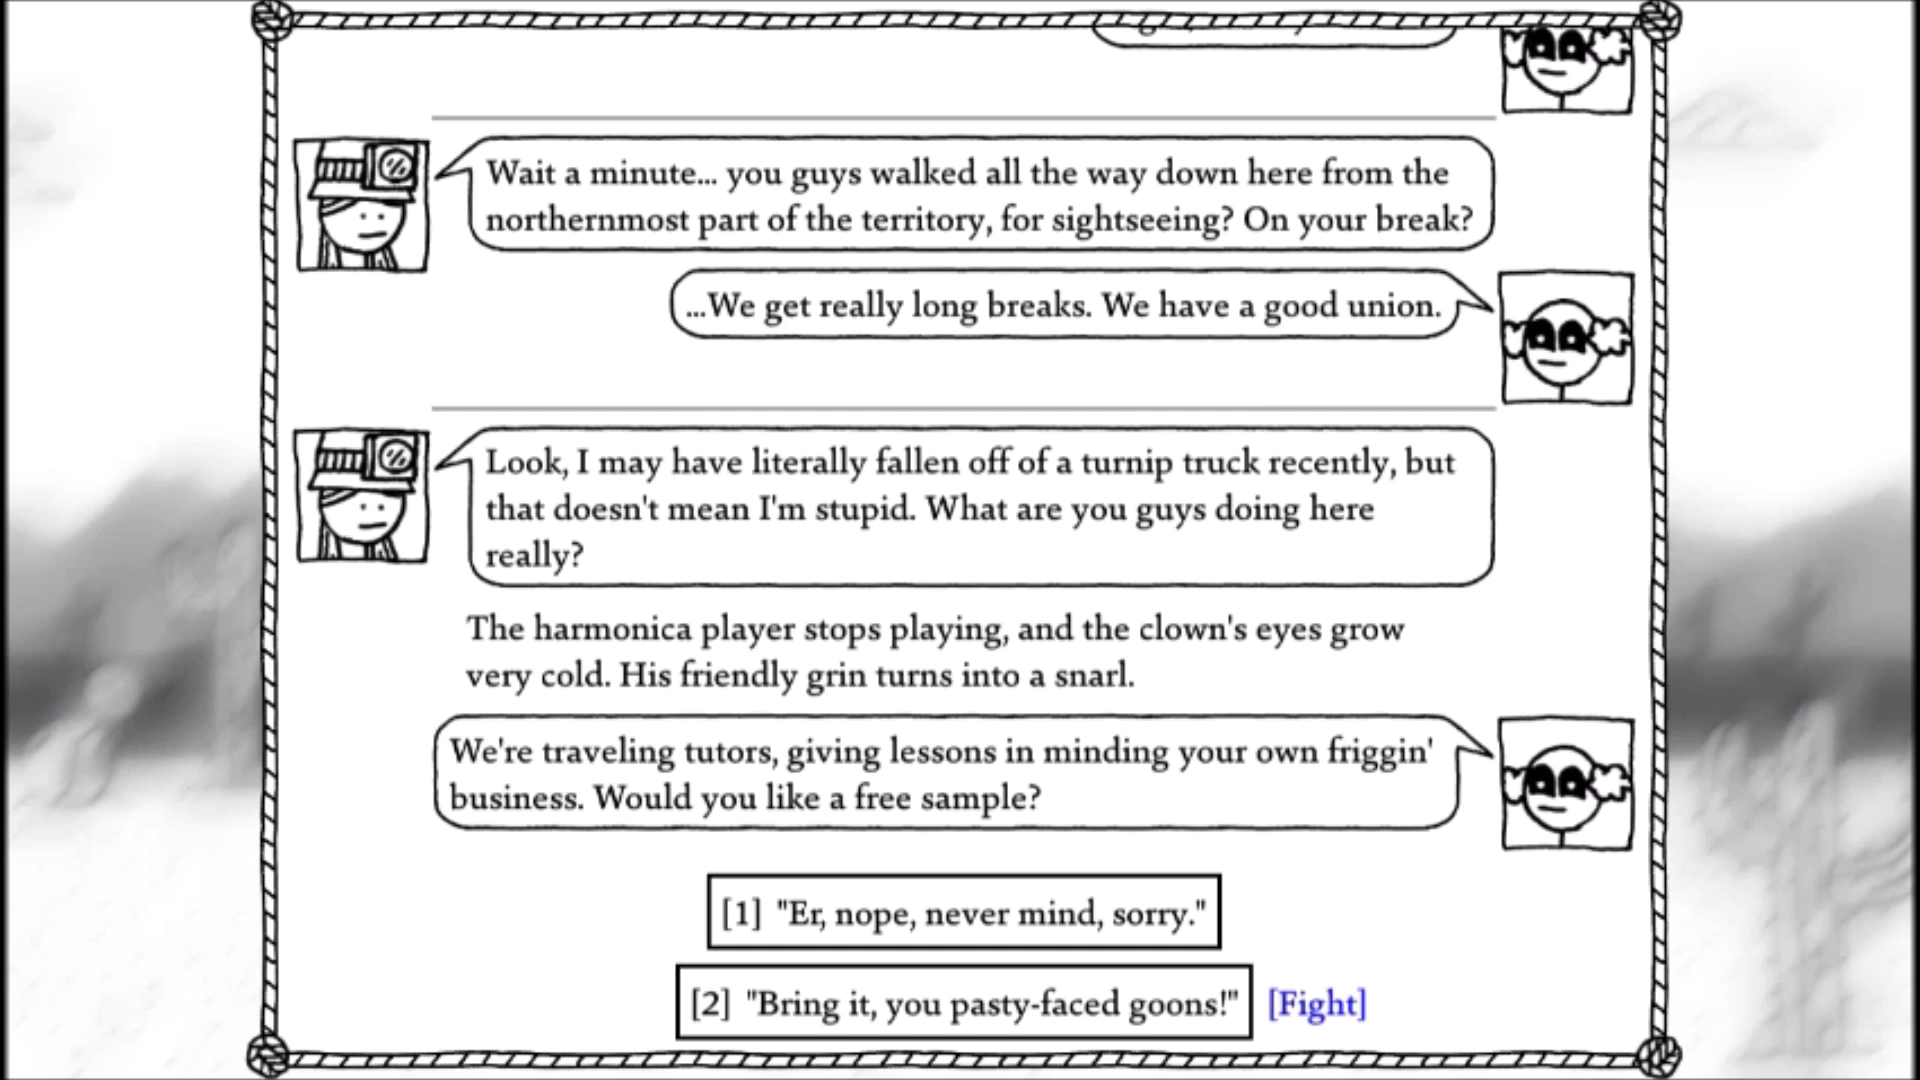 Wait a minute... you guys walked all the way down here from the
northernmost part of the territory, for sightseeing? On your break?
...We get really long breaks. We have a good union.
Look, I may have literally fallen off of a turnip truck recently, but
that doesn't mean I'm stupid. What are you guys doing here
really?
The harmonica player stops playing, and the clown's eyes grow
very cold. His friendly grin turns into a snarl.
We're traveling tutors, giving lessons in minding your own friggin'
business. Would you like a free sample?
[1] "Er, nope, never mind, sorry."
[2] "Bring it, you pasty-faced goons!" [Fight]